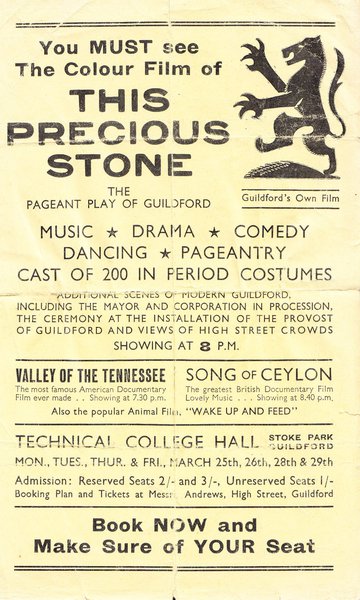 You MUST see
The Colour Film of
THIS
PRECIOUS
STONE
THE
PAGEANT PLAY OF GUILDFORD
Guildford's Own Film
MUSIC ★ DRAMA ★ COMEDY
DANCING ★ PAGEANTRY
CAST OF 200 IN PERIOD COSTUMES
ADDITIONAL SCENES OF MODERN GUILDFORD,
INCLUDING THE MAYOR AND CORPORATION IN PROCESSION,
THE CEREMONY AT THE INSTALLATION OF THE PROVOST
OF GUILDFORD AND VIEWS OF HIGH STREET CROWDS
SHOWING AT 8 P.M.
VALLEY OF THE TENNESSEE
The most famous American Documentary
Film ever made . . Showing at 7.30 p.m.
SONG OF CEYLON
The greatest British Documentary Film
Lovely Music . . . Showing at 8.40 p.m.
Also the popular Animal Film, "WAKE UP AND FEED"
TECHNICAL COLLEGE HALL STOKE PARK
GUILDFORD
MON., TUES., THUR. & FRI., MARCH 25th, 26th, 28th & 29th
Admission: Reserved Seats 2/- and 3/-, Unreserved Seats 1/-
Booking Plan and Tickets at Messrs. Andrews, High Street, Guildford
Book NOW and
Make Sure of YOUR Seat